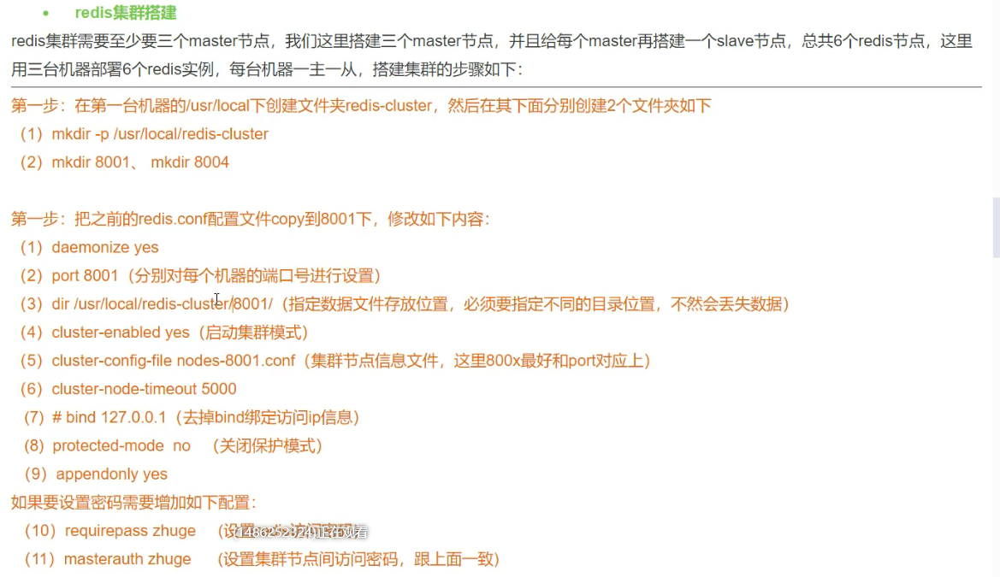 • redis集群搭建
redis集群需要至少要三个master节点，我们这里搭建三个master节点，并且给每个master再搭建一个slave节点，总共6个redis节点，这里
用三台机器部署6个redis实例，每台机器一主一从，搭建集群的步骤如下：
第一步：在第一台机器的/usr/local下创建文件夹redis-cluster，然后在其下面分别创建2个文件夾如下
（1）mkdir -p /usr/local/redis-cluster
（2）mkdir 8001、 mkdir 8004
第一步：把之前的redis.conf配置文件copy到8001下，修改如下内容：
（1）daemonize yes
（2）port 8001（分别对每个机器的端口号进行设置）
（3）dir /usr/local/redis-cluster/8001/（指定数据文件存放位置，必须要指定不同的目录位置，不然会丢失数据）
（4）cluster-enabled yes（启动集群模式）
（5）cluster-config-file nodes-8001.conf（集群节点信息文件，这里800x最好和port对应上）
（6）cluster-node-timeout 5000
（7）# bind 127.0.0.1（去掉bind绑定访问ip信息）
（8）protected-mode no （关闭保护模式）
（9）appendonly yes
如果要设置密码需要增加如下配置：
（10）requirepass zhuge （设
正在观看
（11）masterauth zhuge （设置集群节点间访问密码，跟上面一致）